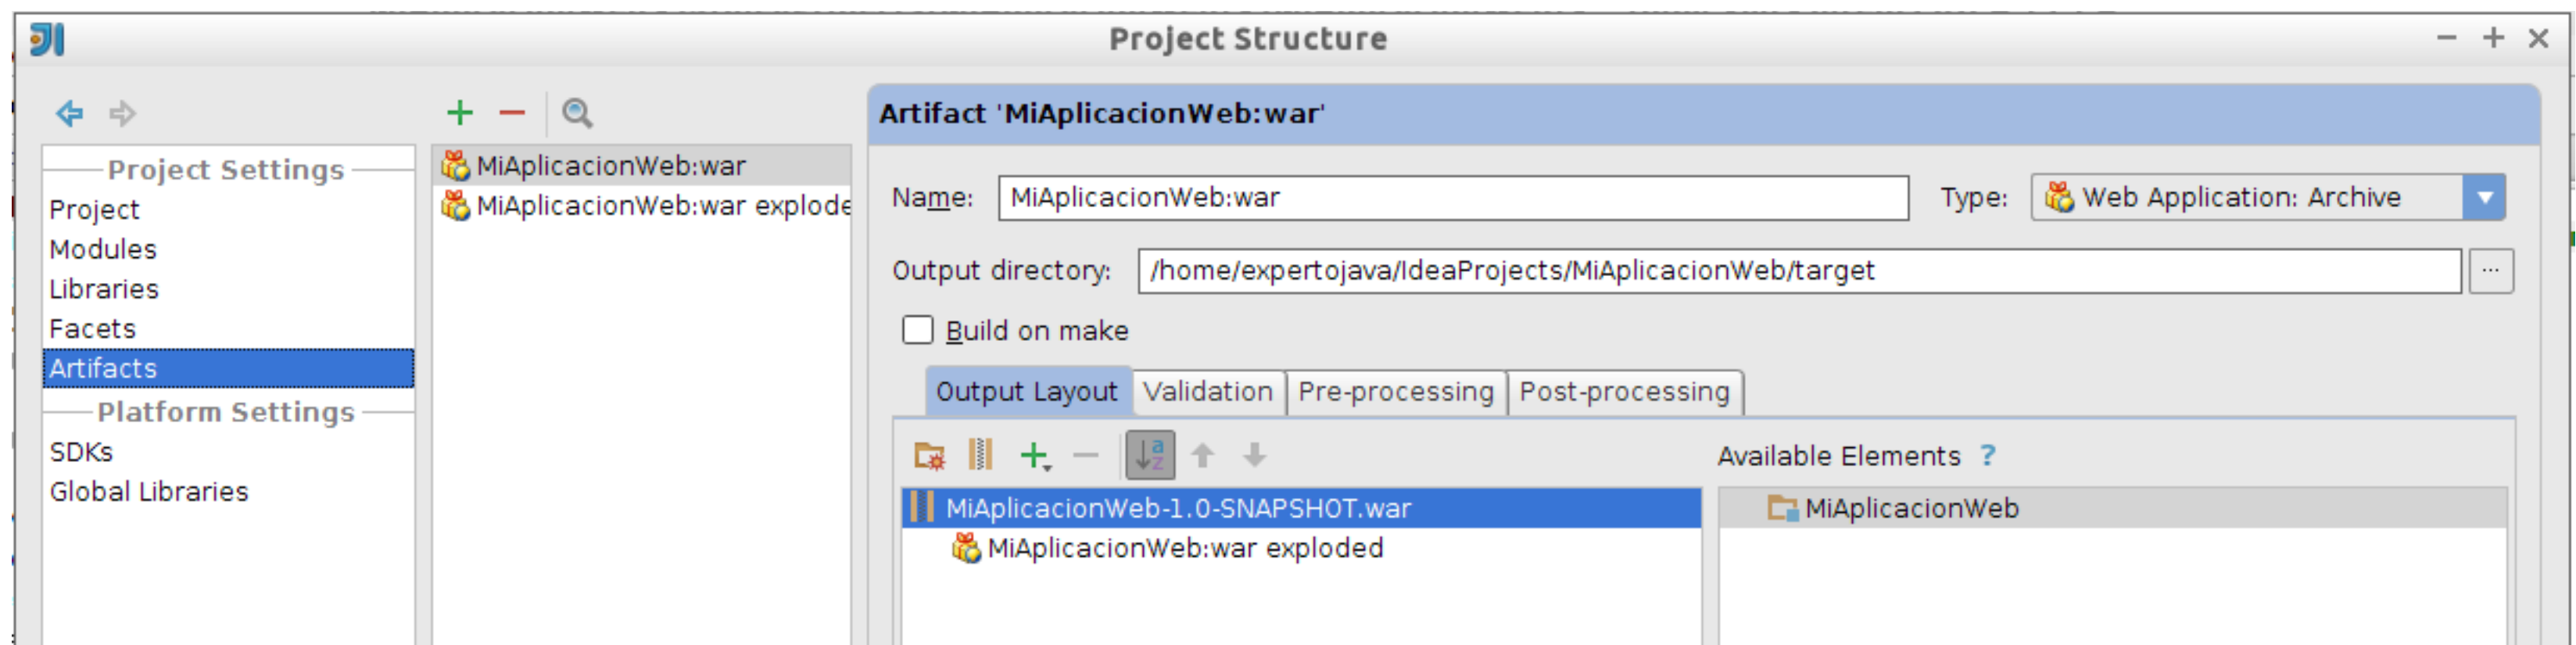 Project Structure
Project Settings
Project
Modules
Libraries
Facets
Artifacts
Platform Settings
SDKs
Global Libraries
MiAplicacionWeb:war
MiAplicacionWeb:war explode
Artifact 'MiAplicacionWeb:war'
Name: MiAplicacionWeb:war Type: Web Application: Archive
Output directory: /home/expertojava/IdeaProjects/MiAplicacionWeb/target ...
Build on make
Output Layout Validation Pre-processing Post-processing
Available Elements ?
MiAplicacionWeb-1.0-SNAPSHOT.war
MiAplicacionWeb:war exploded
MiAplicacionWeb